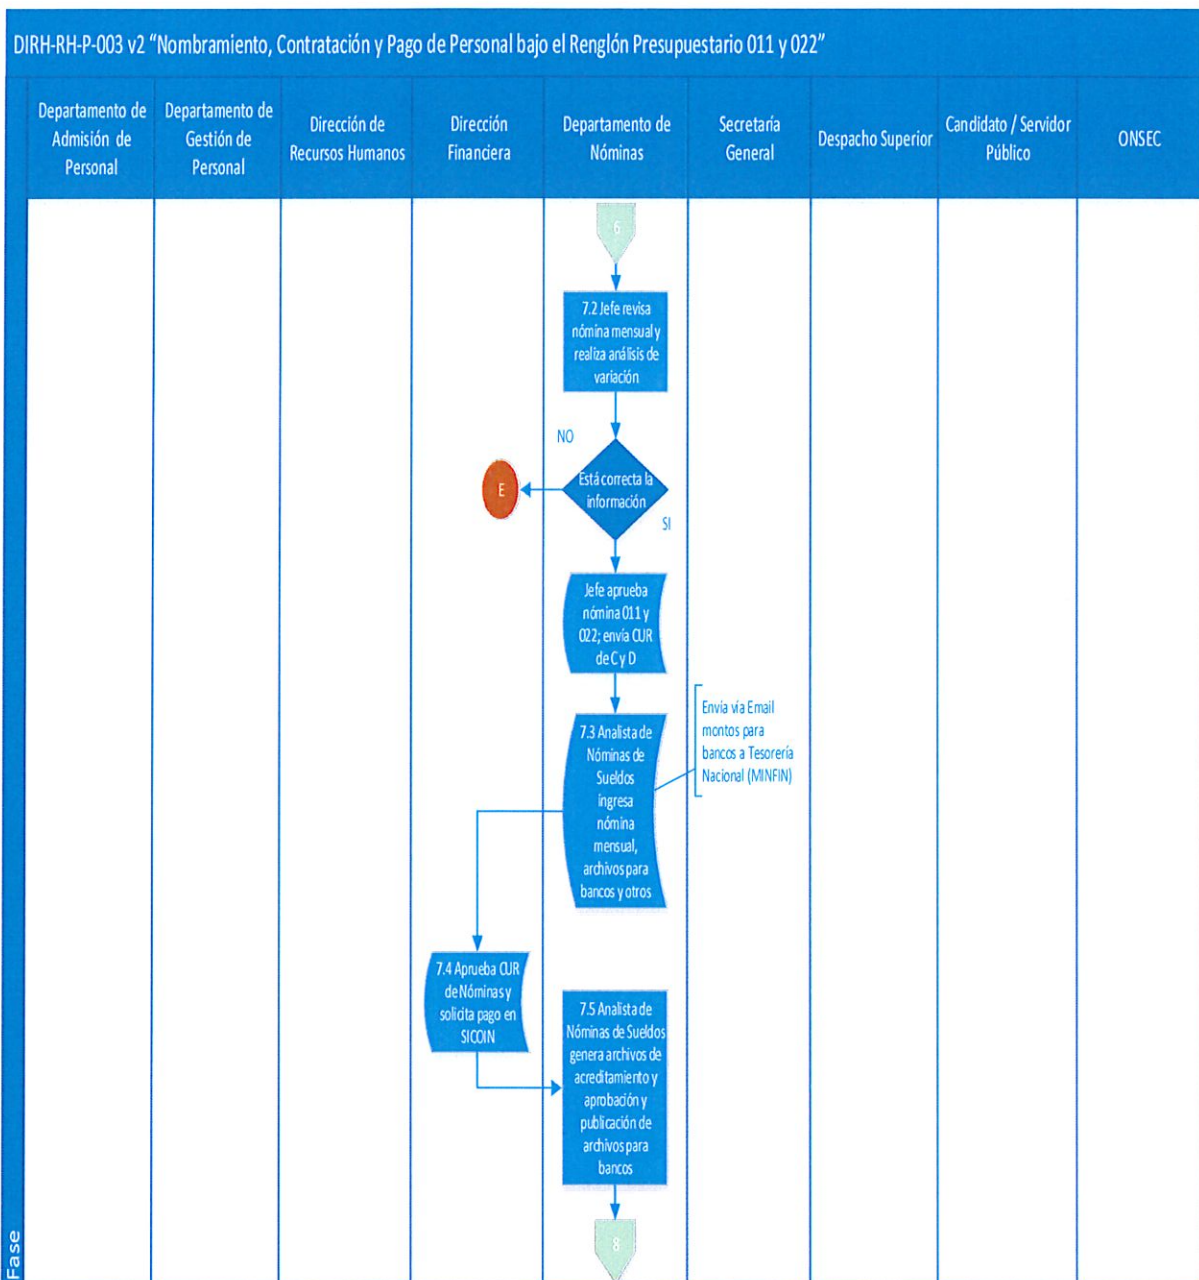 DIRH-RH-P-003 v2 “Nombramiento, Contratación y Pago de Personal bajo el Renglón Presupuestario 011 y 022”
Departamento de
Admisión de
Personal
Departamento de
Gestión de
Personal
Dirección de
Recursos Humanos
Dirección
Financiera
Departamento de
Nóminas
Secretaría
General
Despacho Superior
Candidato / Servidor
Público
ONSEC
6
7.2 Jefe revisa
nómina mensual y
realiza análisis de
variación
NO
Está correcta la
información
E
SI
Jefe aprueba
nómina 011 y
022; envía CUR
de C y D
7.3 Analista de
Nóminas de
Sueldos
ingresa
nómina
mensual,
archivos para
bancos y otros
Envía vía Email
montos para
bancos a Tesorería
Nacional (MINFIN)
7.4 Aprueba CUR
de Nóminas y
solicita pago en
SICOIN
7.5 Analista de
Nóminas de Sueldos
genera archivos de
acreditamiento y
aprobación y
publicación de
archivos para
bancos
8
Fase